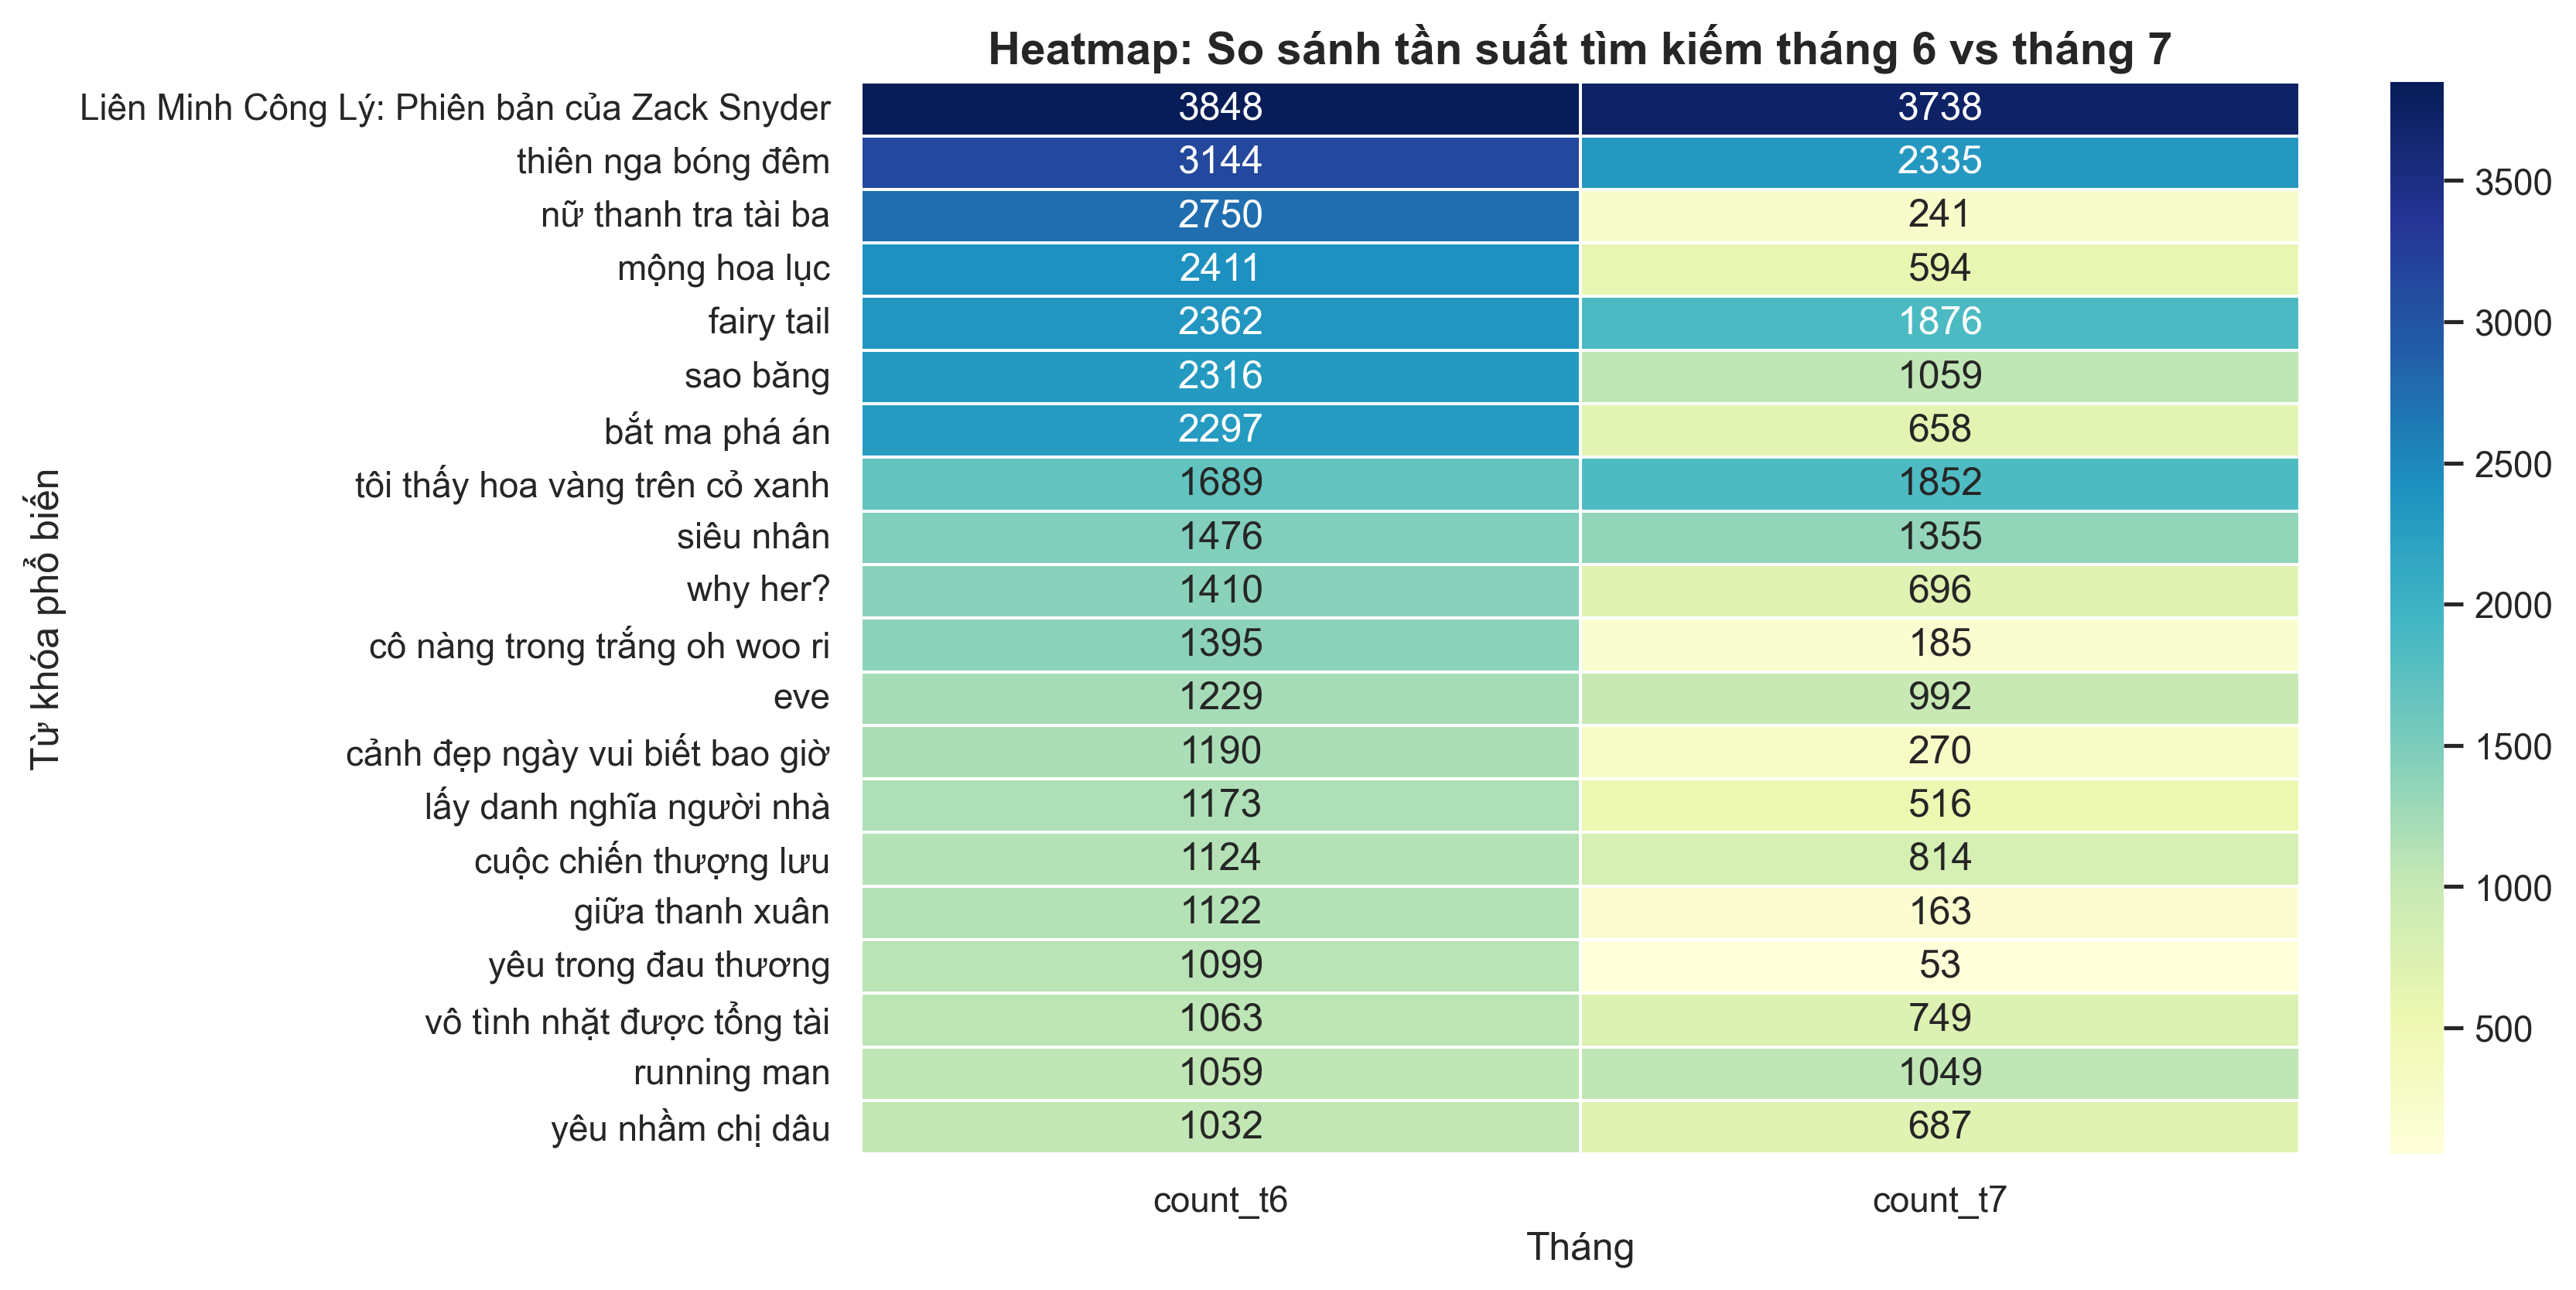 Heatmap: So sánh tần suất tìm kiếm tháng 6 vs tháng 7
Từ khóa phổ biến
Liên Minh Công Lý: Phiên bản của Zack Snyder 3848 3738
thiên nga bóng đêm 3144 2335
nữ thanh tra tài ba 2750 241
mộng hoa lục 2411 594
fairy tail 2362 1876
sao băng 2316 1059
bắt ma phá án 2297 658
tôi thấy hoa vàng trên cỏ xanh 1689 1852
siêu nhân 1476 1355
why her? 1410 696
cô nàng trong trắng oh woo ri 1395 185
eve 1229 992
cảnh đẹp ngày vui biết bao giờ 1190 270
lấy danh nghĩa người nhà 1173 516
cuộc chiến thượng lưu 1124 814
giữa thanh xuân 1122 163
yêu trong đau thương 1099 53
vô tình nhặt được tổng tài 1063 749
running man 1059 1049
yêu nhầm chị dâu 1032 687
count_t6 count_t7
Tháng
3500
3000
2500
2000
1500
1000
500